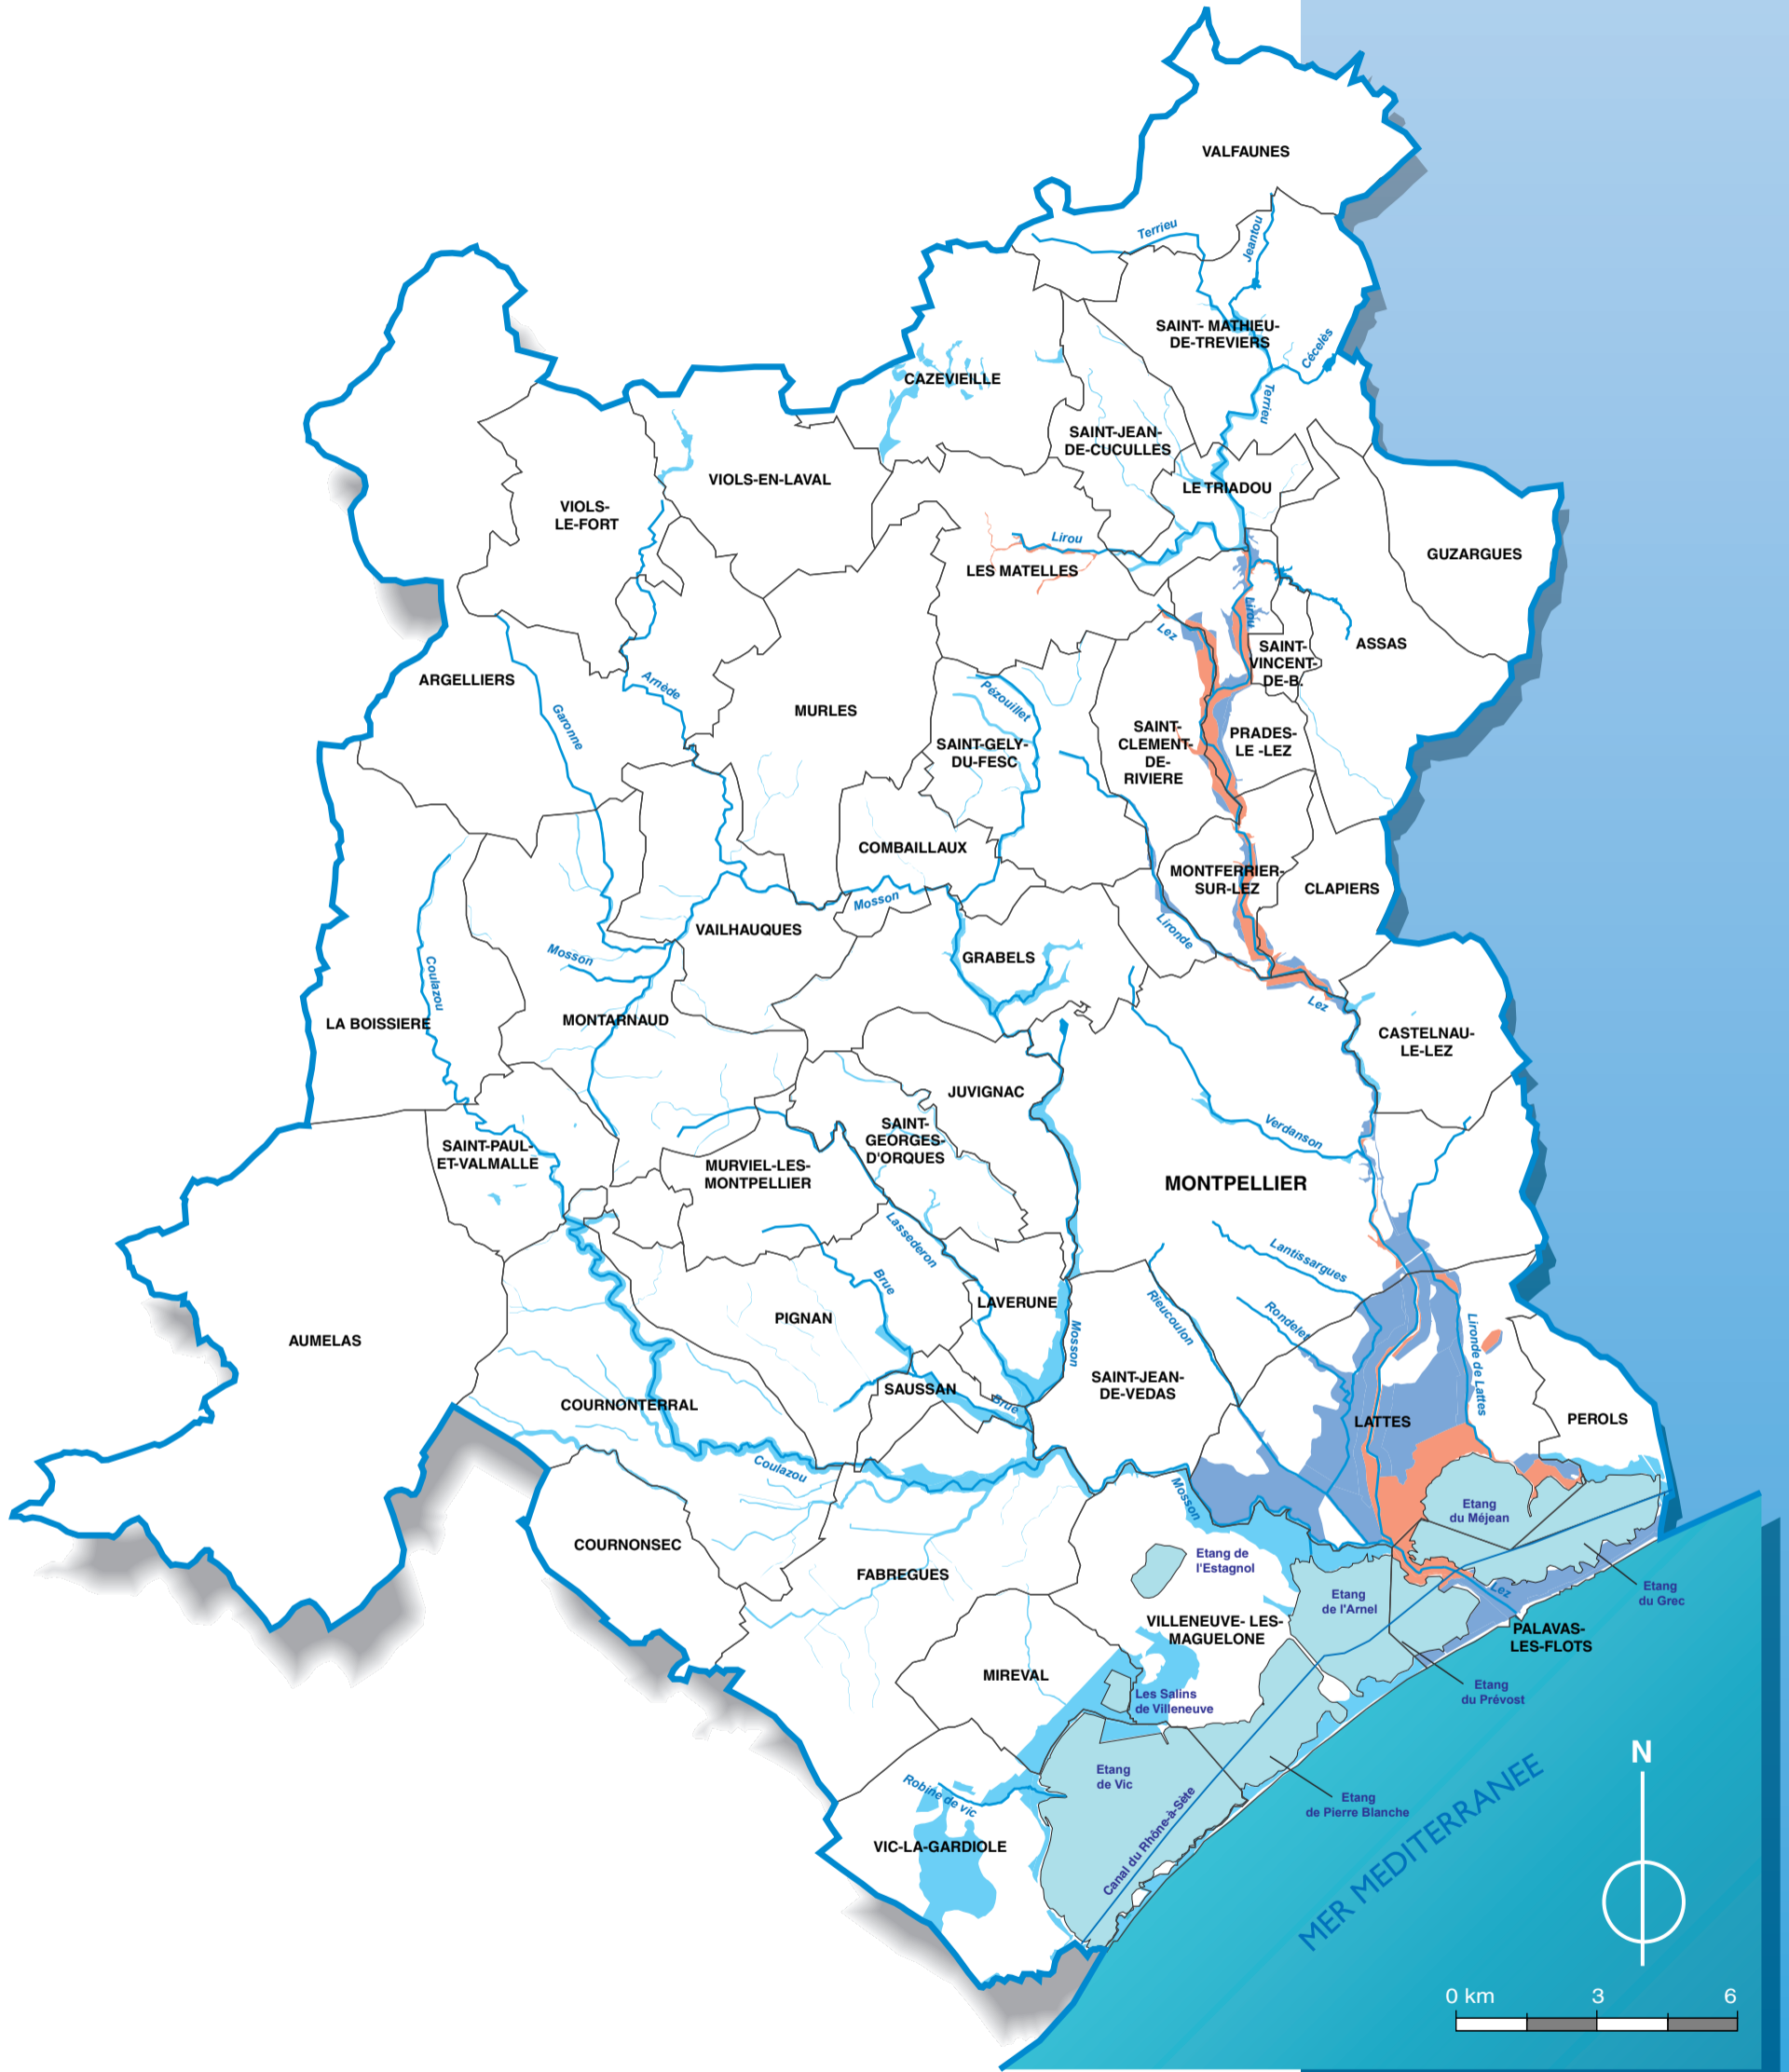 VALFAUNES
Terrieu
Jeantou
SAINT- MATHIEU-
DE-TREVIERS
Cécelès
CAZEVIEILLE
Terrieu
SAINT-JEAN-
DE-CUCULLES
VIOLS-EN-LAVAL
LE TRIADOU
VIOLS-
LE-FORT
Lirou
GUZARGUES
LES MATELLES
Lirou
Lez
ASSAS
SAINT-
VINCENT-
DE-B.
ARGELLIERS
Arnède
Pézouillet
Garonne
MURLES
SAINT-GELY-
DU-FESC
SAINT-
CLEMENT-
DE-
RIVIERE
PRADES-
LE -LEZ
COMBAILLAUX
MONTFERRIER-
SUR-LEZ
CLAPIERS
Mosson
VAILHAUQUES
Lironde
Mosson
GRABELS
Coulazou
Lez
LA BOISSIERE
MONTARNAUD
CASTELNAU-
LE-LEZ
JUVIGNAC
SAINT-
GEORGES-
D'ORQUES
Verdanson
SAINT-PAUL-
ET-VALMALLE
MURVIEL-LES-
MONTPELLIER
MONTPELLIER
Lassederon
Lantissargues
Brue
LAVERUNE
Rieucoulon
Rondelet
PIGNAN
Mosson
Lironde de Lattes
AUMELAS
SAINT-JEAN-
DE-VEDAS
SAUSSAN
Brue
COURNONTERRAL
LATTES
PEROLS
Coulazou
Mosson
Etang
du Méjean
COURNONSEC
Etang de
l'Estagnol
FABREGUES
Etang
de l'Arnel
Lez
Etang
du Grec
VILLENEUVE- LES-
MAGUELONE
PALAVAS-
LES-FLOTS
MIREVAL
Les Salins
de Villeneuve
Etang
du Prévost
Etang
de Vic
Robine de vic
Etang
de Pierre Blanche
Canal du Rhône-à-Sète
VIC-LA-GARDIOLE
MER MEDITERRANEE
N
0 km 3 6